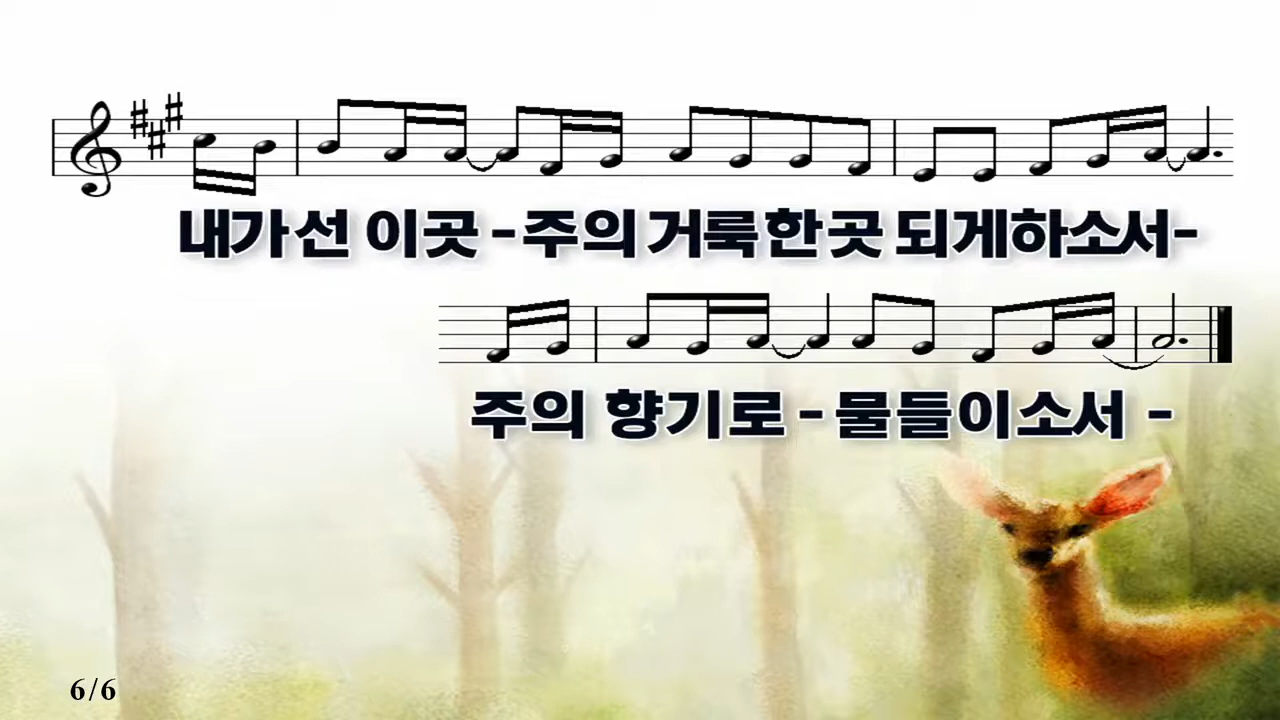 내가선 이곳 - 주의 거룩한곳 되게하소서-
주의 향기로 - 물들이소서 -
6/6